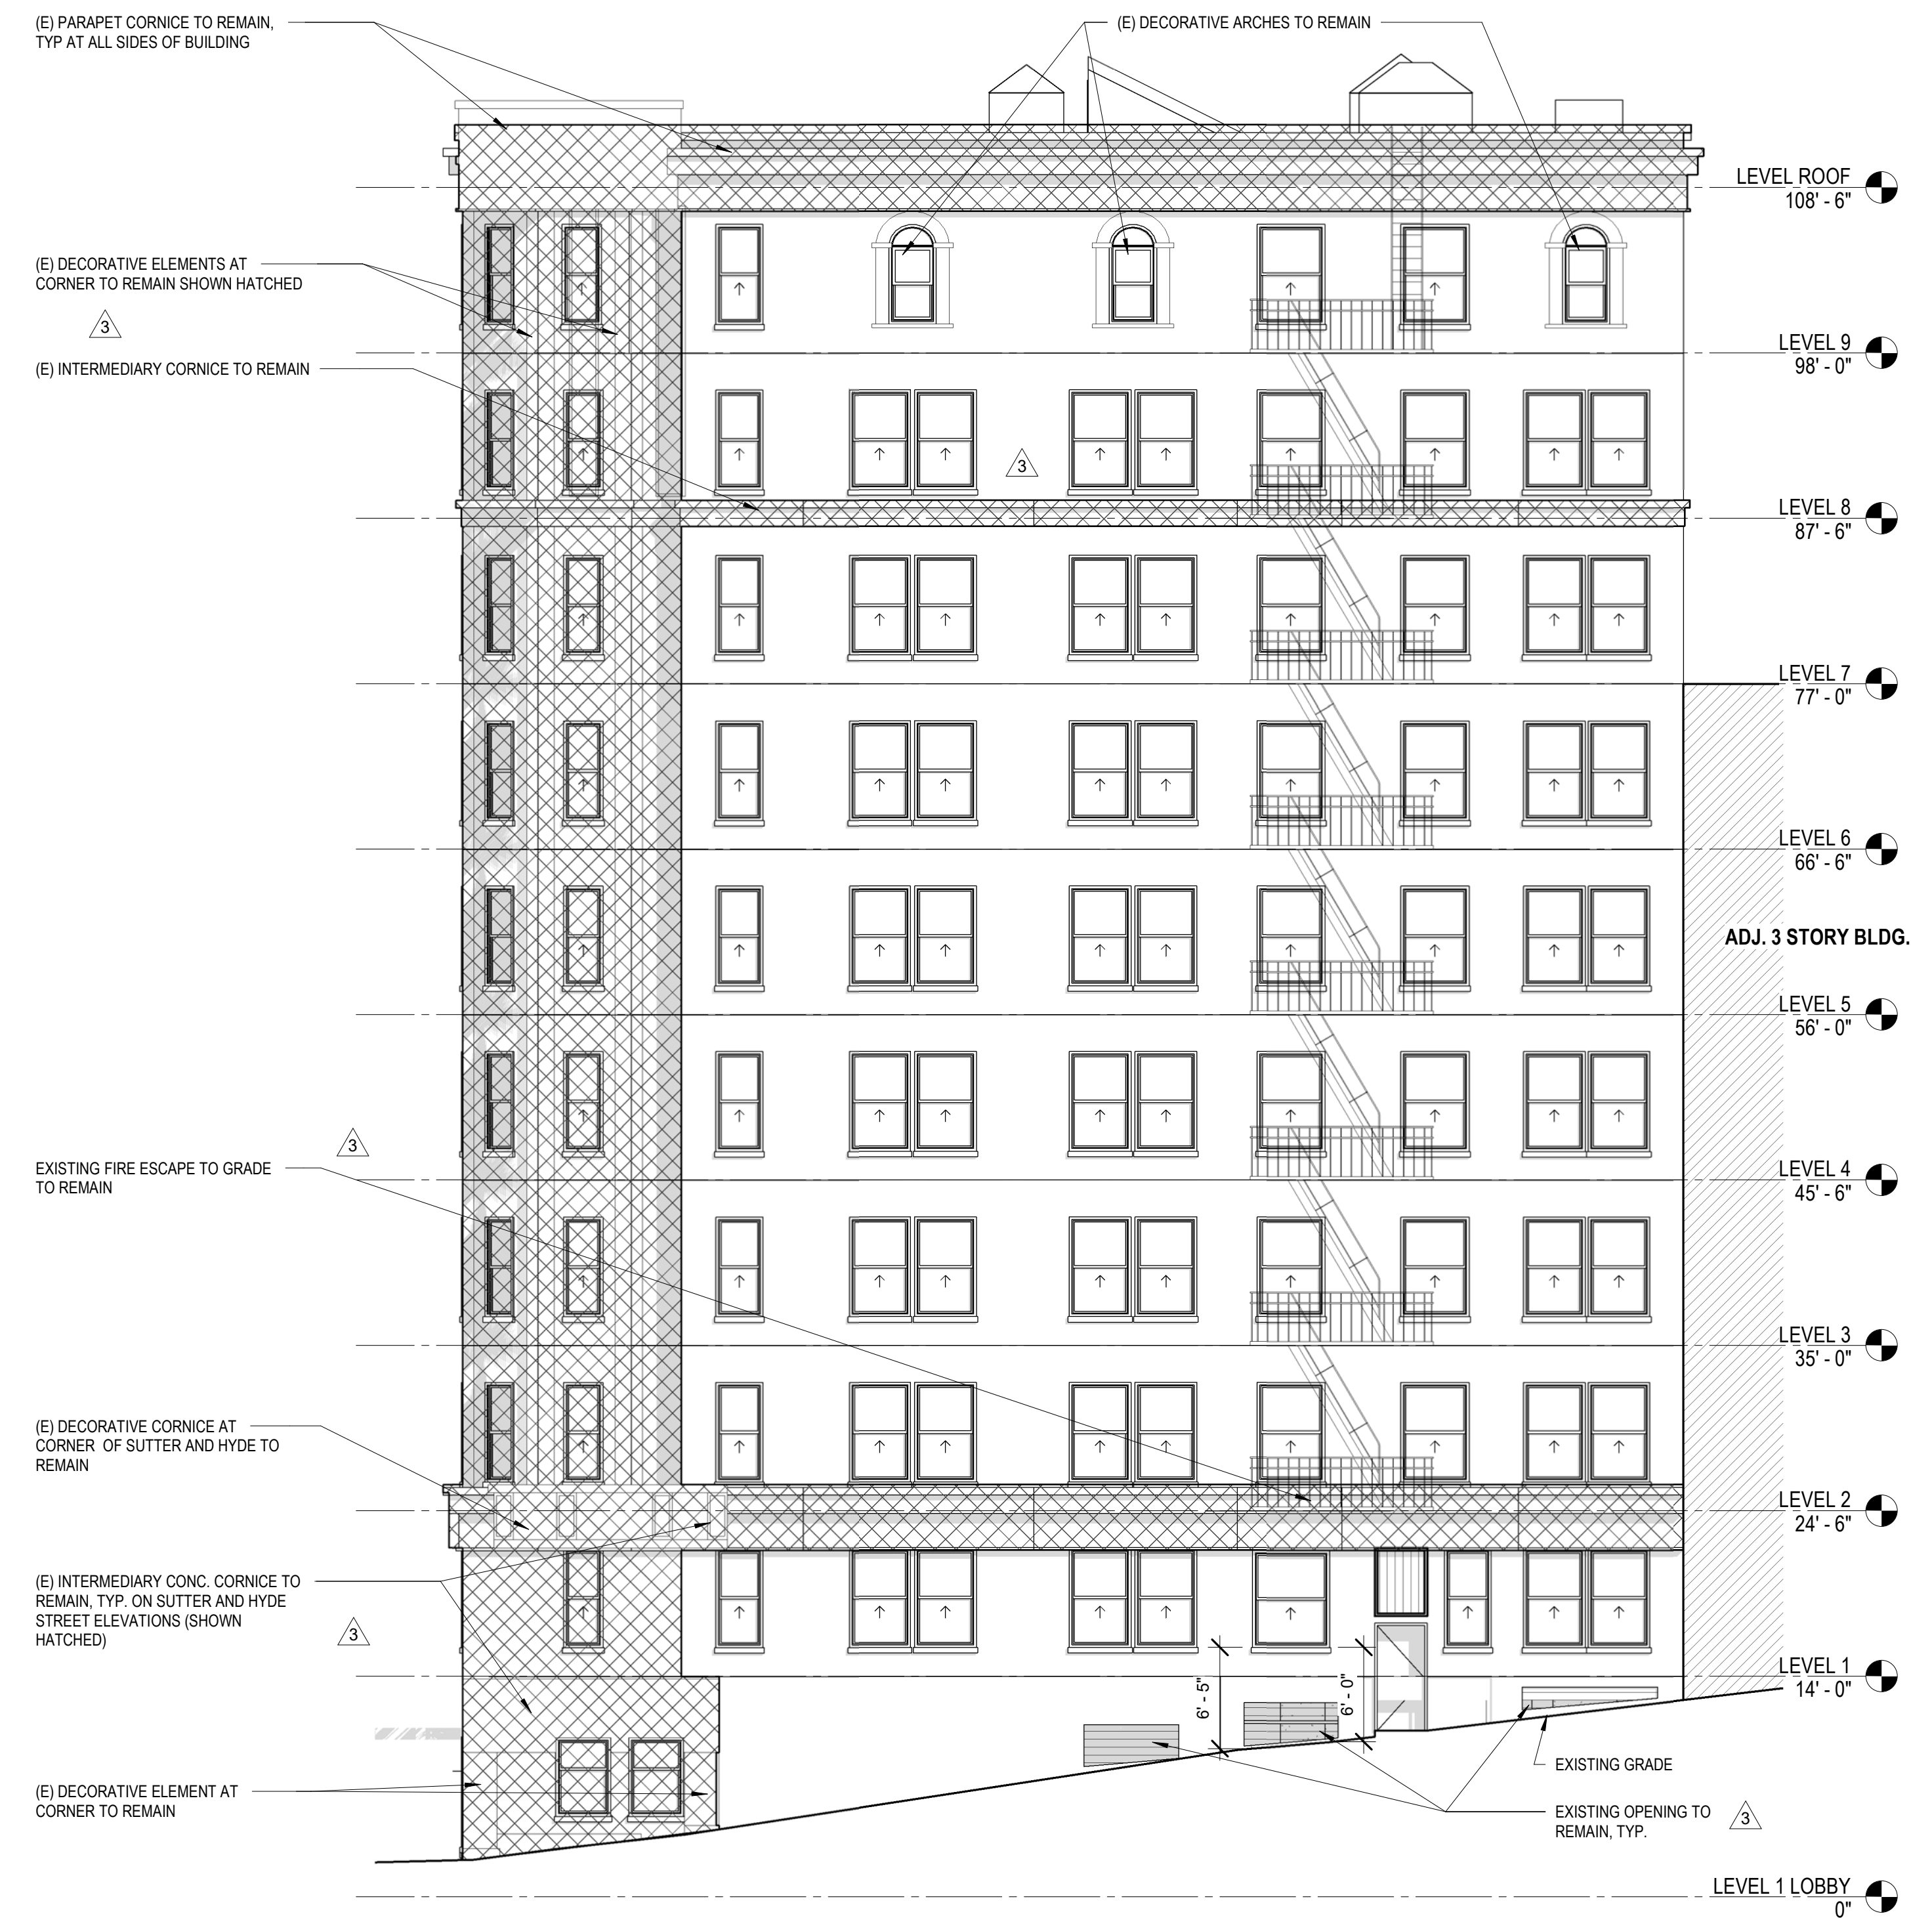 (E) PARAPET CORNICE TO REMAIN,
TYP AT ALL SIDES OF BUILDING
(E) DECORATIVE ARCHES TO REMAIN
LEVEL ROOF
108' - 6"
(E) DECORATIVE ELEMENTS AT
CORNER TO REMAIN SHOWN HATCHED
3
LEVEL 9
98' - 0"
(E) INTERMEDIARY CORNICE TO REMAIN
3
LEVEL 8
87' - 6"
LEVEL 7
77' - 0"
LEVEL 6
66' - 6"
ADJ. 3 STORY BLDG.
LEVEL 5
56' - 0"
3
EXISTING FIRE ESCAPE TO GRADE
TO REMAIN
LEVEL 4
45' - 6"
LEVEL 3
35' - 0"
(E) DECORATIVE CORNICE AT
CORNER OF SUTTER AND HYDE TO
REMAIN
LEVEL 2
24' - 6"
(E) INTERMEDIARY CONC. CORNICE TO
REMAIN, TYP. ON SUTTER AND HYDE
STREET ELEVATIONS (SHOWN
HATCHED)
3
LEVEL 1
14' - 0"
6' - 5"
6' - 0"
EXISTING GRADE
(E) DECORATIVE ELEMENT AT
CORNER TO REMAIN
EXISTING OPENING TO
REMAIN, TYP.
3
LEVEL 1 LOBBY
0"